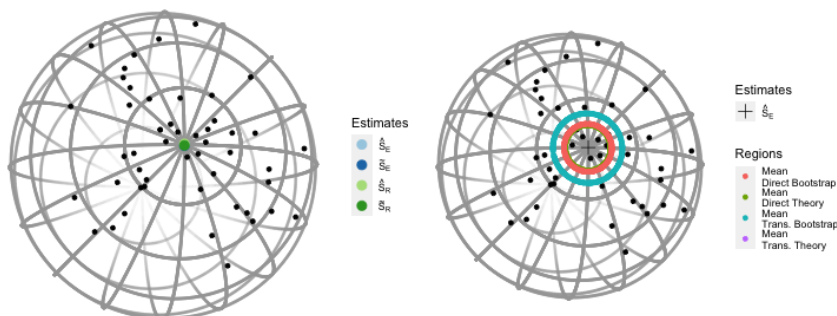 Estimates
Ŝ_E
S̃_E
Ŝ_R
S̃_R
Estimates
Ŝ_E
Regions
Mean
Direct Bootstrap
Mean
Direct Theory
Mean
Trans. Bootstrap
Mean
Trans. Theory